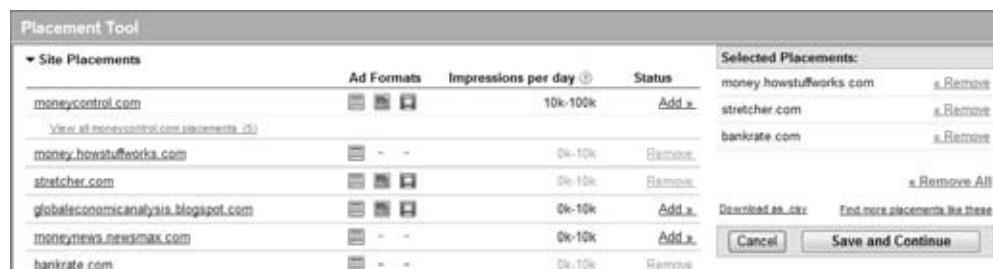 Placement Tool
Site Placements
Ad Formats Impressions per day ? Status
moneycontrol.com 10k-100k Add »
View all moneycontrol.com placements (5)
money.howstuffworks.com - - 0k-10k Remove
stretcher.com 0k-10k Remove
globaleconomicanalysis.blogspot.com 0k-10k Add »
moneynews.newsmax.com - - 0k-10k Add »
bankrate.com - - 0k-10k Remove
Selected Placements:
money.howstuffworks.com « Remove
stretcher.com « Remove
bankrate.com « Remove
« Remove All
Download as .csv Find more placements like these
Cancel Save and Continue